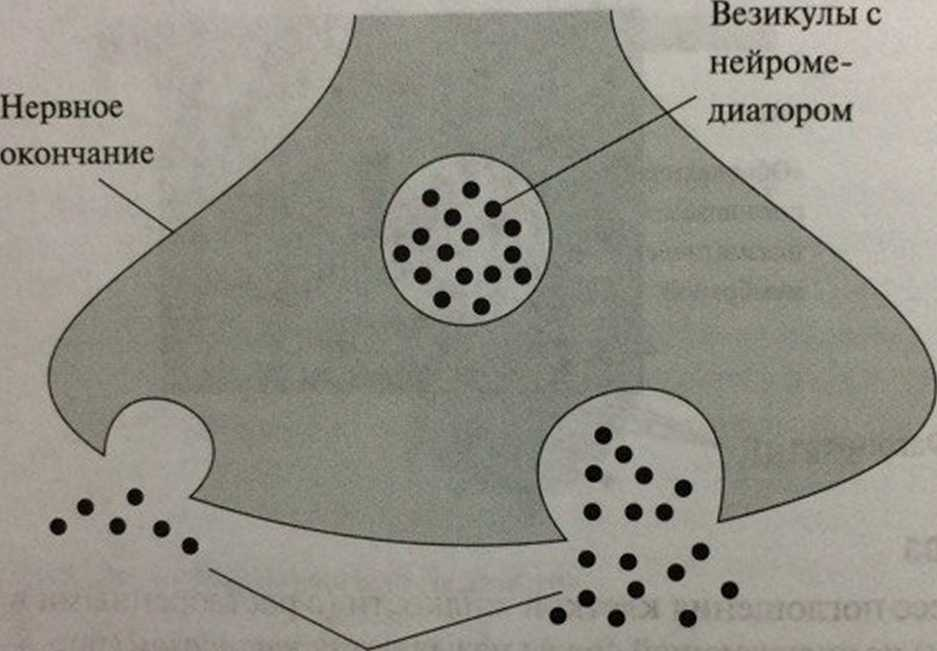 Везикулы с
нейроме-
диатором
Нервное
окончание